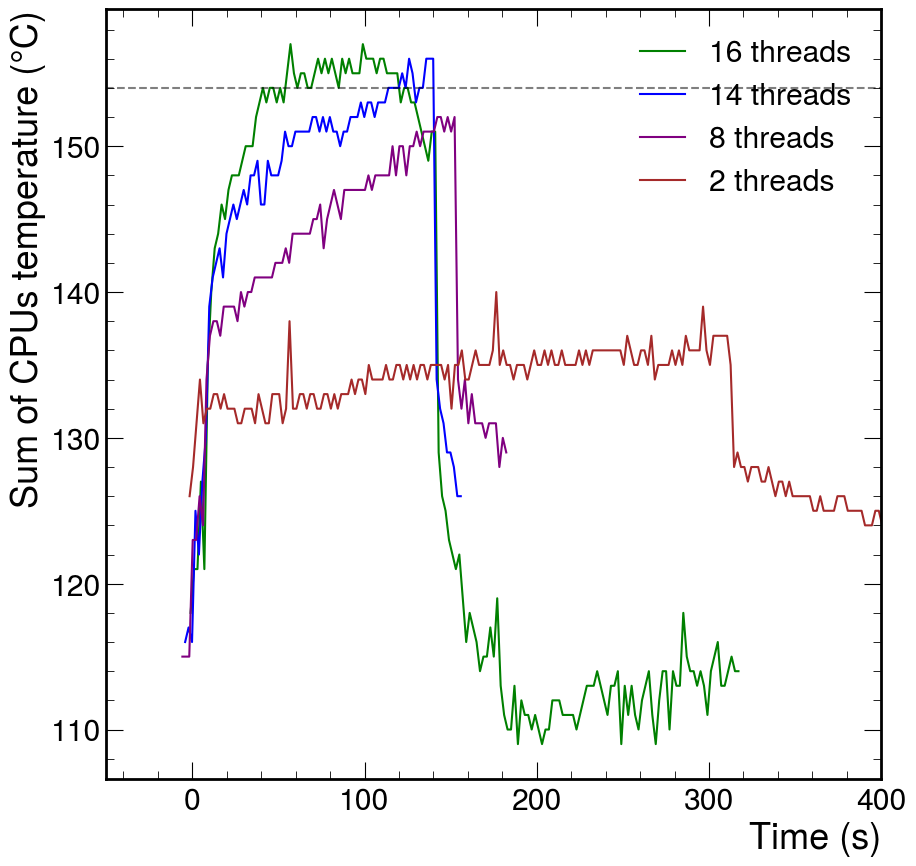 Sum of CPUs temperature (°C)
150
140
130
120
110
16 threads
14 threads
8 threads
2 threads
0
100
200
300
400
Time (s)